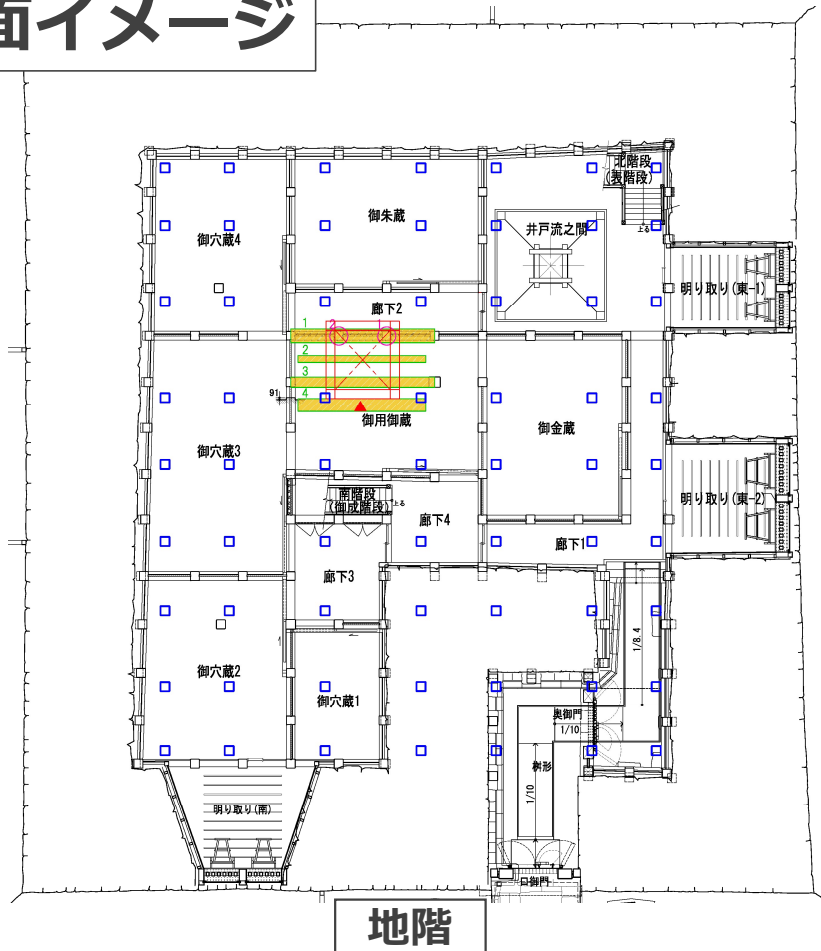 面イメージ
北階段
(表階段)
御朱蔵
井戸流之間
上る
御穴蔵4
明り取り(東-1)
廊下2
1
2
1
2
3
4
91
御用御蔵
御金蔵
御穴蔵3
南階段
(御成階段)
上る
明り取り(東-2)
廊下4
廊下1
廊下3
1/8.4
御穴蔵2
御穴蔵1
奥御門
1/10
桝形
1/10
明り取り(南)
口御門
地階